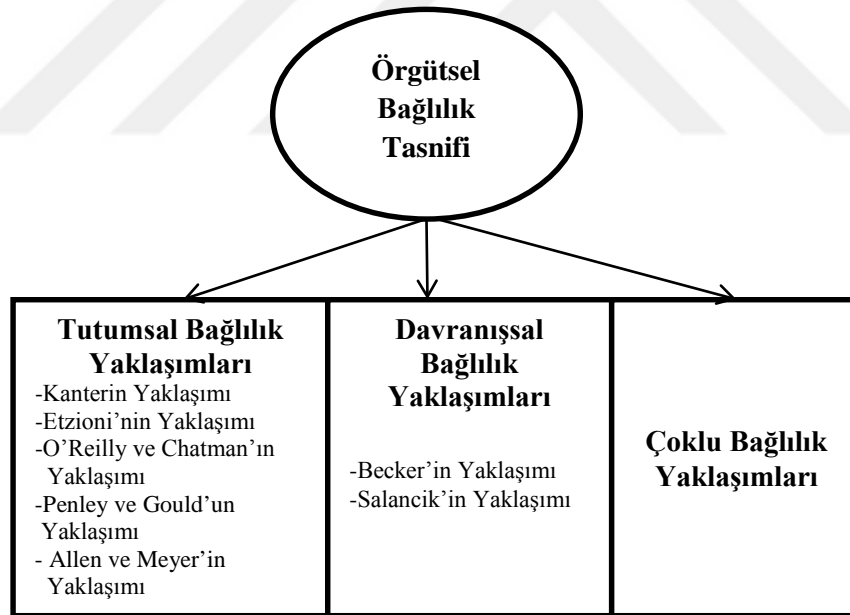 Örgütsel
Bağlılık
Tasnifi
Tutumsal Bağlılık
Yaklaşımları
-Kanterin Yaklaşımı
-Etzioni’nin Yaklaşımı
-O’Reilly ve Chatman’ın
Yaklaşımı
-Penley ve Gould’un
Yaklaşımı
- Allen ve Meyer’in
Yaklaşımı
Davranışsal
Bağlılık
Yaklaşımları
-Becker’in Yaklaşımı
-Salancik’in Yaklaşımı
Çoklu Bağlılık
Yaklaşımları